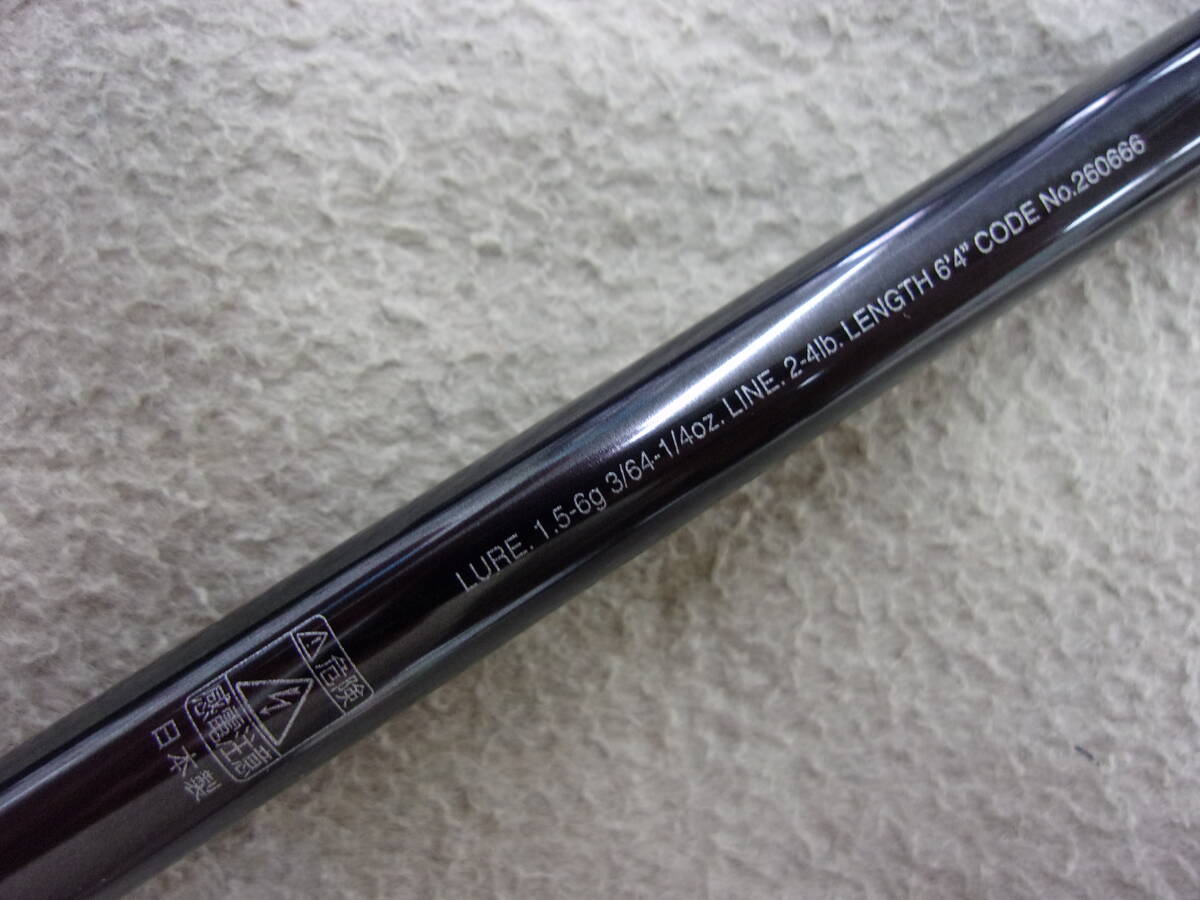 LURE. 1.5-6g 3/64-1/4oz. LINE. 2-4lb. LENGTH 6'4" CODE No.260666
危険
感電注意
日本製